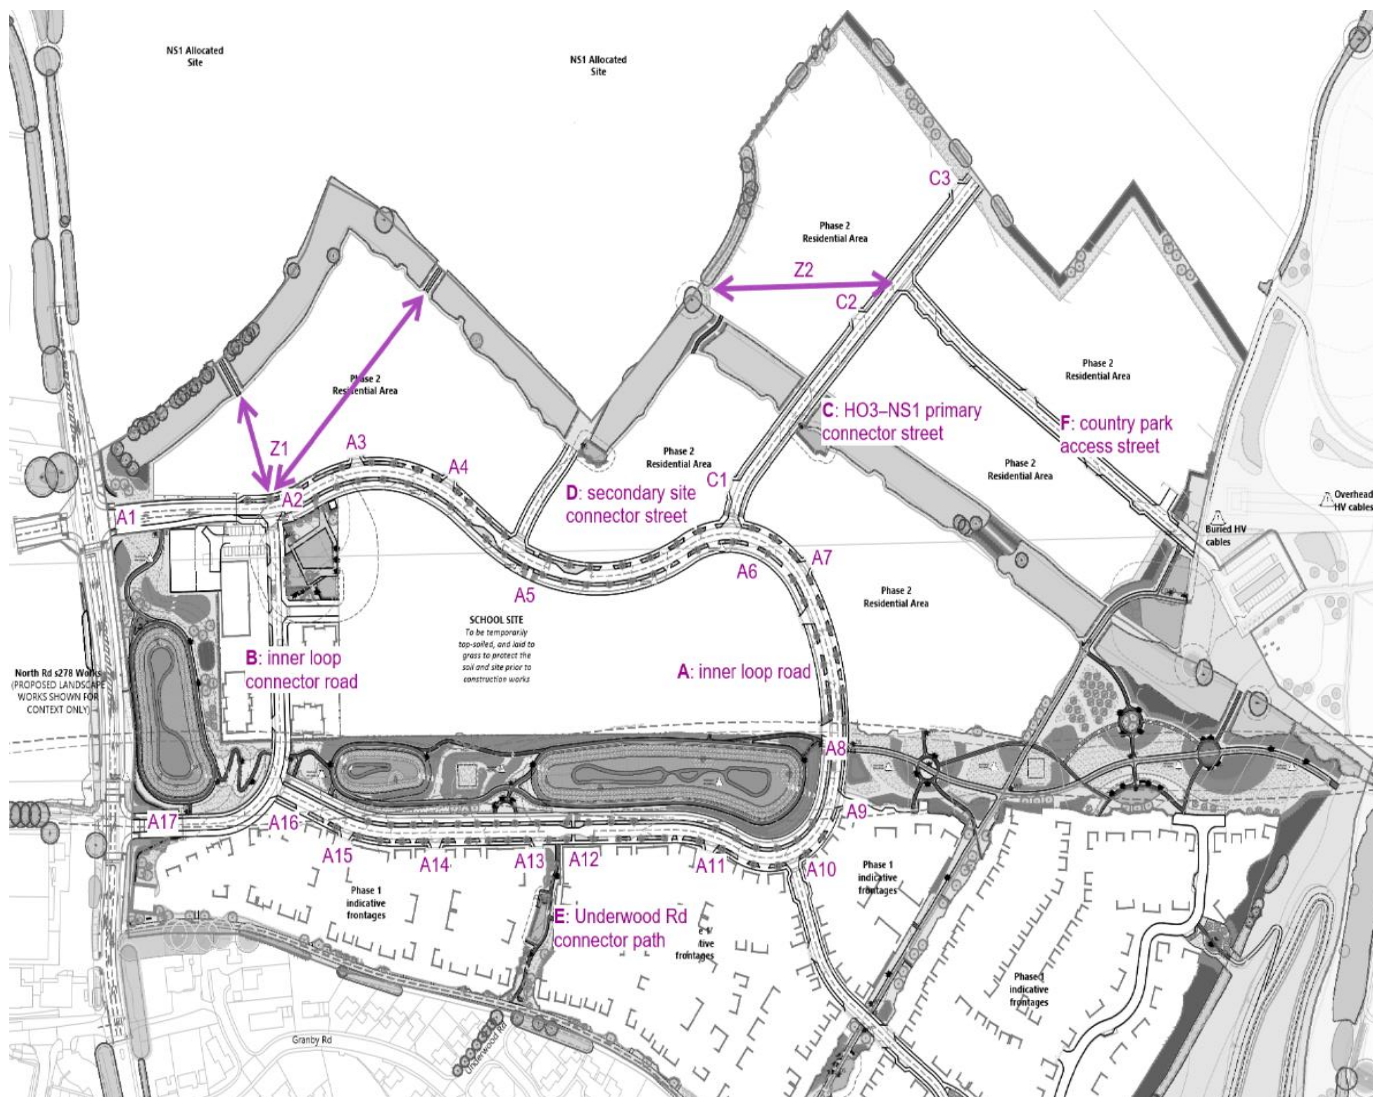 NS1 Allocated
Site
NS1 Allocated
Site
C3
Phase 2
Residential Area
Z2
C2
Phase 2
Residential Area
Phase 2
Residential Area
C: HO3–NS1 primary
connector street
F: country park
access street
Z1
A3
A4
Phase 2
Residential Area
Phase 2
Residential Area
C1
D: secondary site
connector street
A1
A2
Overhead
HV cables
Buried HV
cables
A5
A6
A7
Phase 2
Residential Area
SCHOOL SITE
To be temporarily
top-soiled, and laid to
grass to protect the
soil and site prior to
construction works
B: inner loop
connector road
A: inner loop road
North Rd s278 Works
(PROPOSED LANDSCAPE
WORKS SHOWN FOR
CONTEXT ONLY)
A8
A9
A17
A16
A15
A14
A13
A12
A11
A10
Phase 1
indicative
frontages
Phase 1
indicative
frontages
E: Underwood Rd
connector path
frontages
Phase 1
indicative
frontages
Granby Rd
Underwood Rd